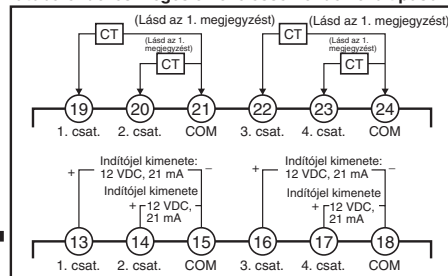 (Lásd az 1. megjegyzést) (Lásd az 1. megjegyzést)
CT (Lásd az 1. megjegyzést) CT (Lásd az 1. megjegyzést)
CT CT
19 20 21 22 23 24
1. csat. 2. csat. COM 3. csat. 4. csat. COM
Indítójel kimenete: Indítójel kimenete:
+ 12 VDC, 21 mA – + 12 VDC, 21 mA –
Indítójel kimenete Indítójel kimenete
+ 12 VDC, 21 mA + 12 VDC, 21 mA
13 14 15 16 17 18
1. csat. 2. csat. COM 3. csat. 4. csat. COM